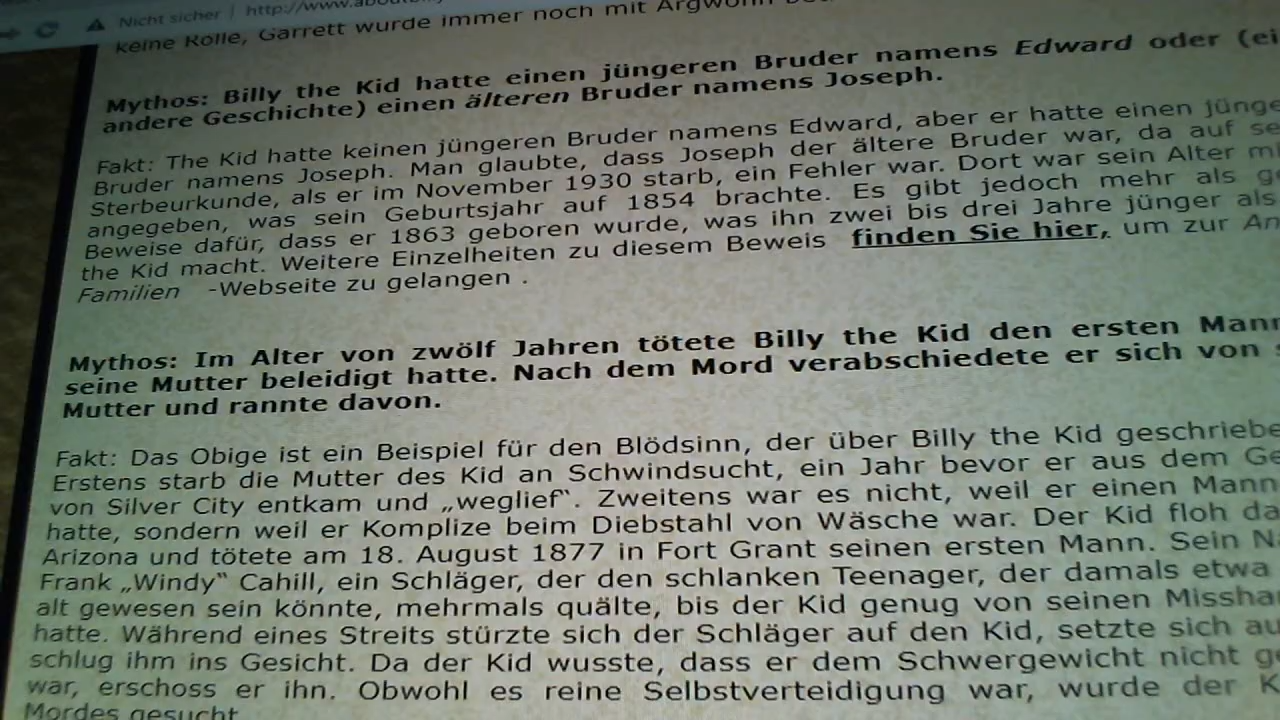 Nicht sicher | http://www.
keine Rolle, Garrett wurde immer noch mit Argwohn
Mythos: Billy the Kid hatte einen jüngeren Bruder namens Edward oder
andere Geschichte) einen älteren Bruder namens Joseph.
Fakt: The Kid hatte keinen jüngeren Bruder namens Edward, aber er hatte einen
Bruder namens Joseph. Man glaubte, dass Joseph der ältere Bruder war, da auf
Sterbeurkunde, als er im November 1930 starb, ein Fehler war. Dort war sein Alter
angegeben, was sein Geburtsjahr auf 1854 brachte. Es gibt jedoch mehr als
Beweise dafür, dass er 1863 geboren wurde, was ihn zwei bis drei Jahre jünger als
the Kid macht. Weitere Einzelheiten zu diesem Beweis finden Sie hier, um zur
Familien -Webseite zu gelangen .
Mythos: Im Alter von zwölf Jahren tötete Billy the Kid den ersten
seine Mutter beleidigt hatte. Nach dem Mord verabschiedete er sich von
Mutter und rannte davon.
Fakt: Das Obige ist ein Beispiel für den Blödsinn, der über Billy the Kid
Erstens starb die Mutter des Kid an Schwindsucht, ein Jahr bevor er aus dem
von Silver City entkam und „weglief“. Zweitens war es nicht, weil er einen Mann
hatte, sondern weil er Komplize beim Diebstahl von Wäsche war. Der Kid floh
Arizona und tötete am 18. August 1877 in Fort Grant seinen ersten Mann. Sein
Frank „Windy“ Cahill, ein Schläger, der den schlanken Teenager, der damals etwa
alt gewesen sein könnte, mehrmals quälte, bis der Kid genug von seinen
hatte. Während eines Streits stürzte sich der Schläger auf den Kid, setzte sich
schlug ihm ins Gesicht. Da der Kid wusste, dass er dem Schwergewicht nicht
war, erschoss er ihn. Obwohl es reine Selbstverteidigung war, wurde der
Mordes gesucht